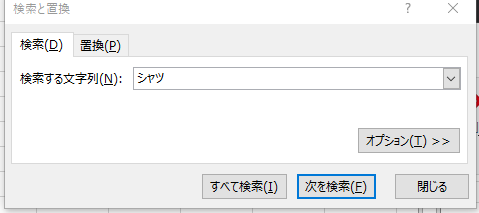 検索と置換
検索(D) 置換(P)
検索する文字列(N): シャツ
オプション(T) >>
すべて検索(I) 次を検索(F) 閉じる